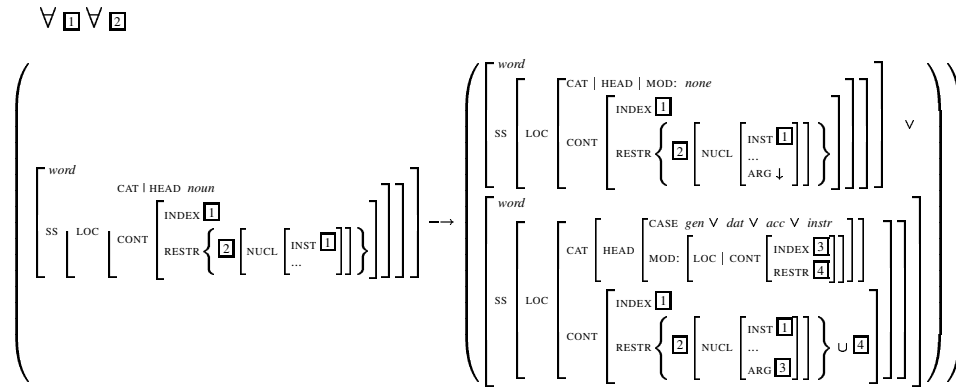 ∀ 1 ∀ 2
word
SS LOC CAT | HEAD noun
CONT INDEX 1
RESTR { 2 NUCL INST 1 }
...
→
word
SS LOC CAT | HEAD | MOD: none
CONT INDEX 1
RESTR { 2 NUCL INST 1 }
...
ARG ↓
∨
word
SS LOC CAT HEAD CASE gen ∨ dat ∨ acc ∨ instr
MOD: LOC | CONT INDEX 3
RESTR 4
CONT INDEX 1
RESTR { 2 NUCL INST 1 } ∪ 4
...
ARG 3